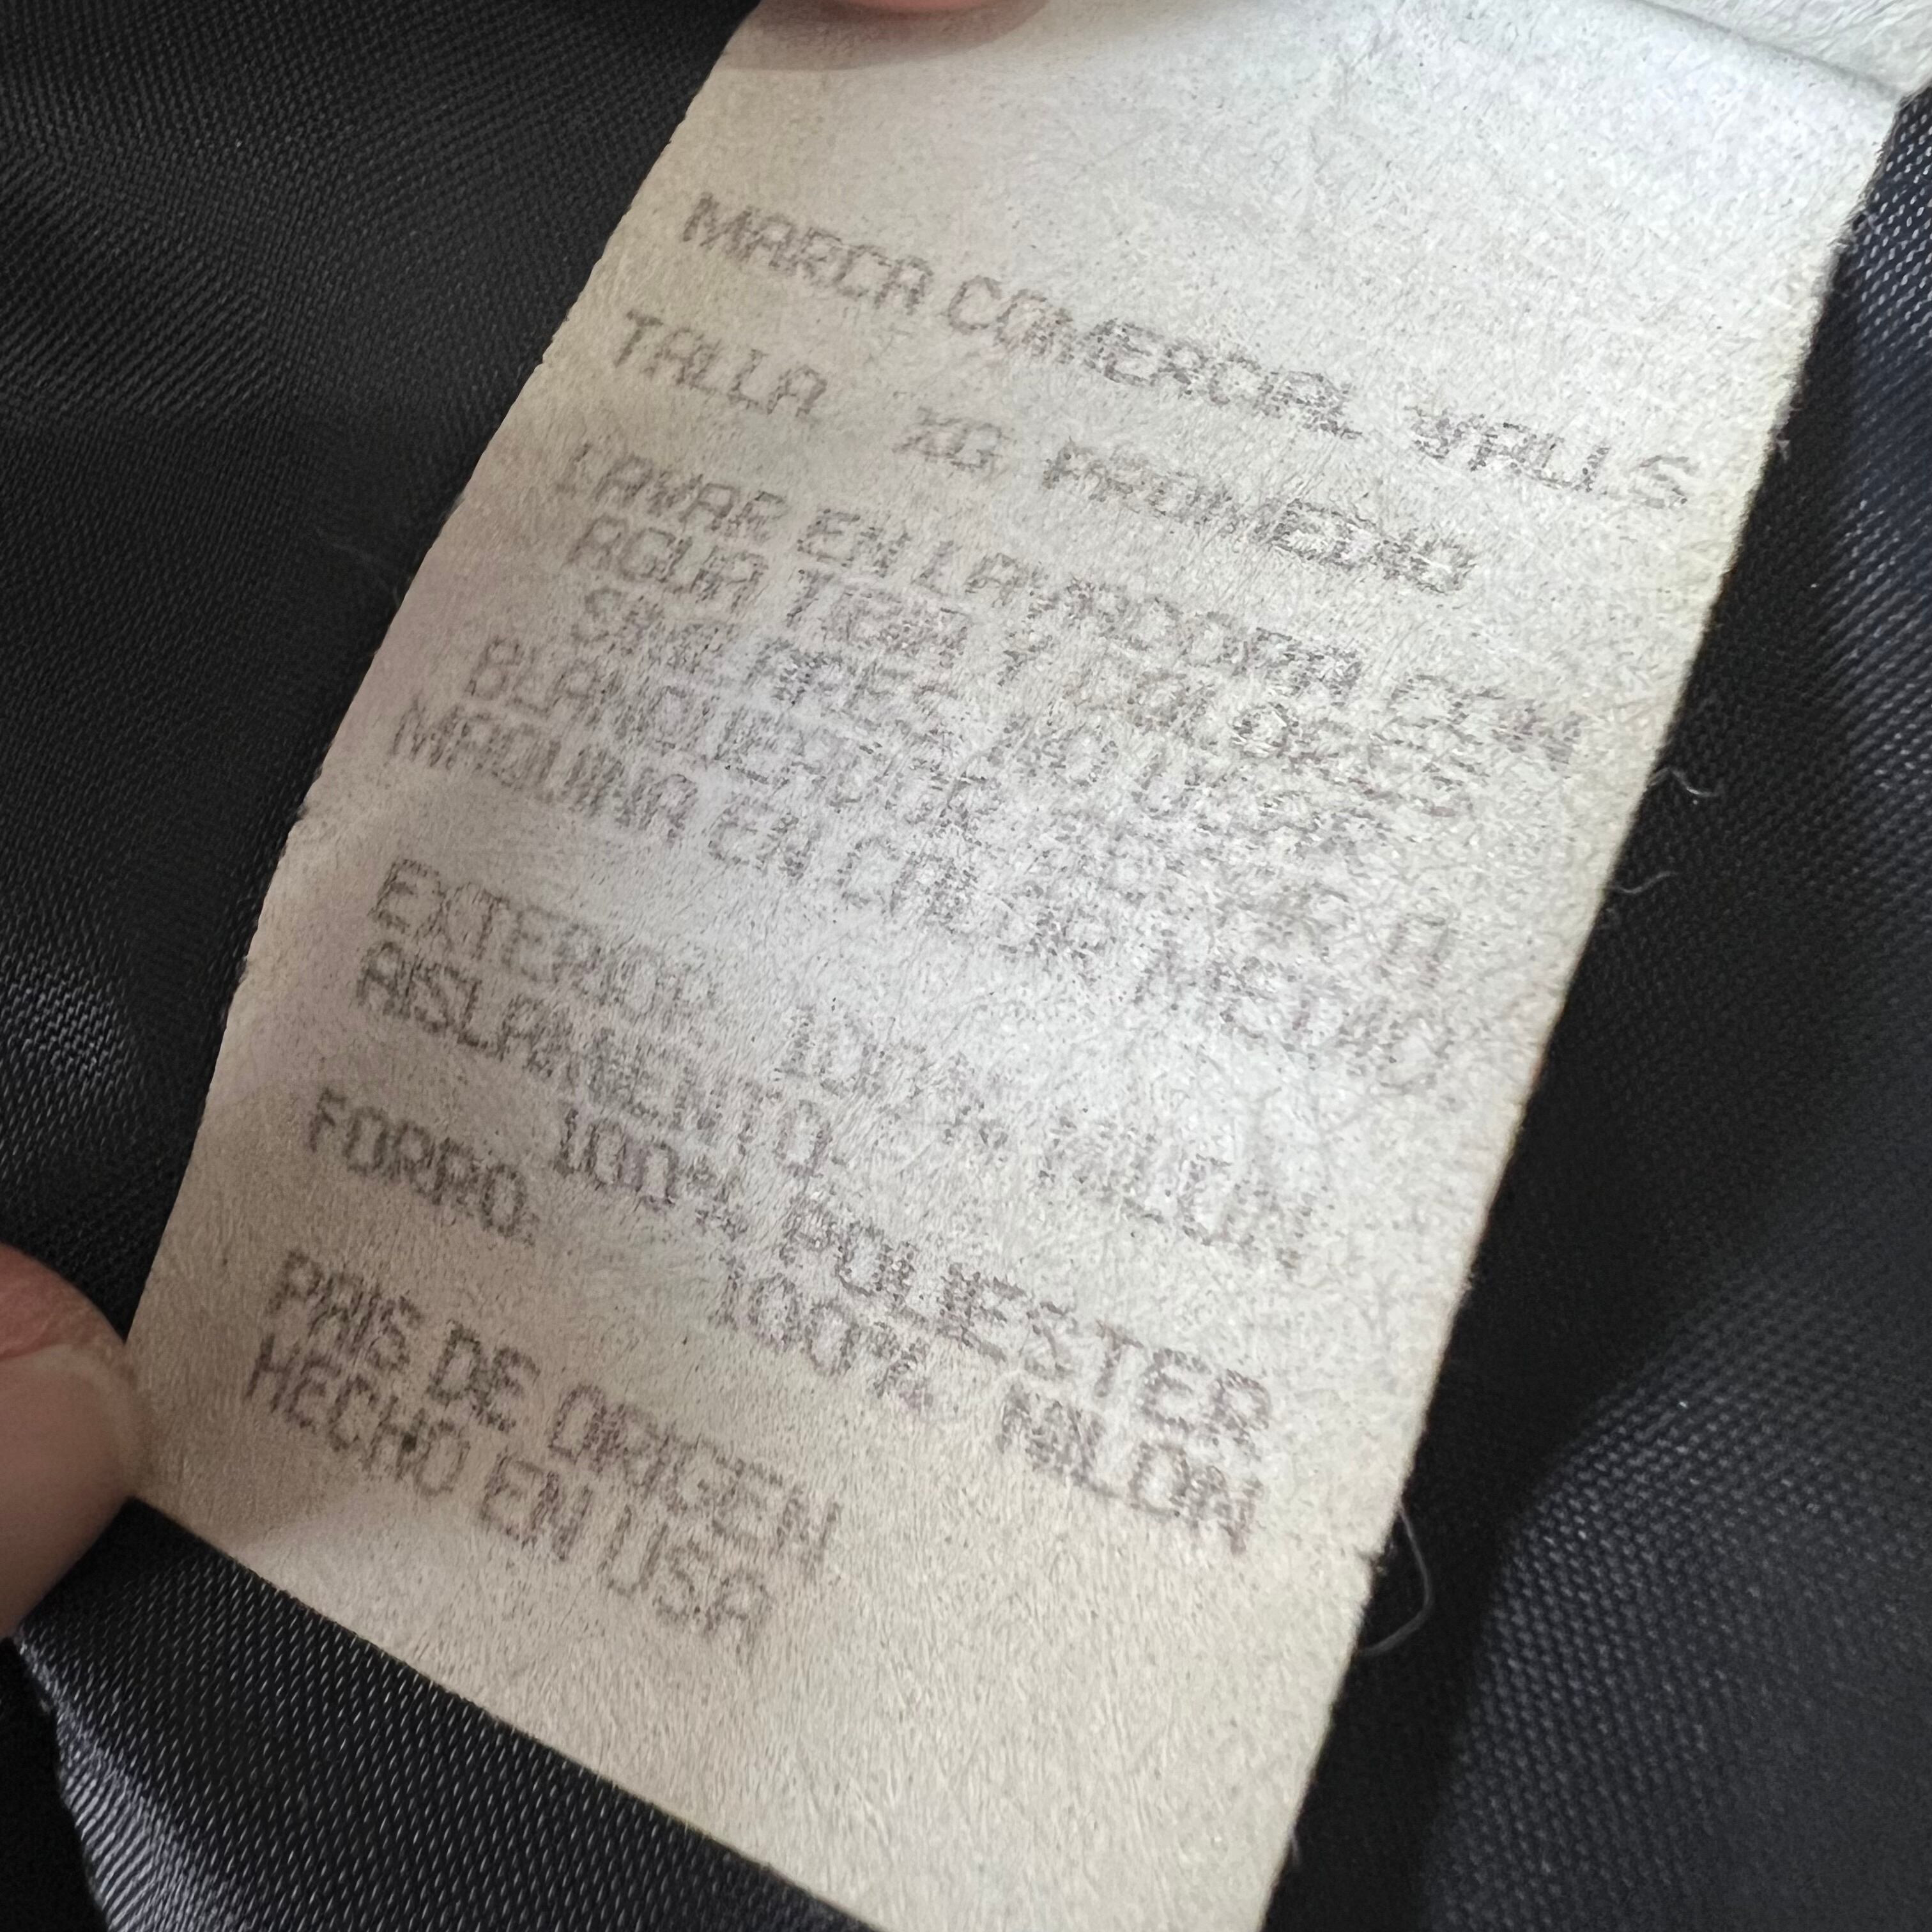 MARCA COMERCIAL WALLS
TALLA XG PROMEDIO
LAVAR EN LAVADORA CON
AGUA TIBIA Y COLORES
SIMILARES NO USAR
BLANQUEADOR SECAR A
MAQUINA EN CALOR MEDIO
EXTERIOR: 100% NILON
AISLAMIENTO:
100% POLIESTER
FORRO: 100% NILON
PAIS DE ORIGEN
HECHO EN USA